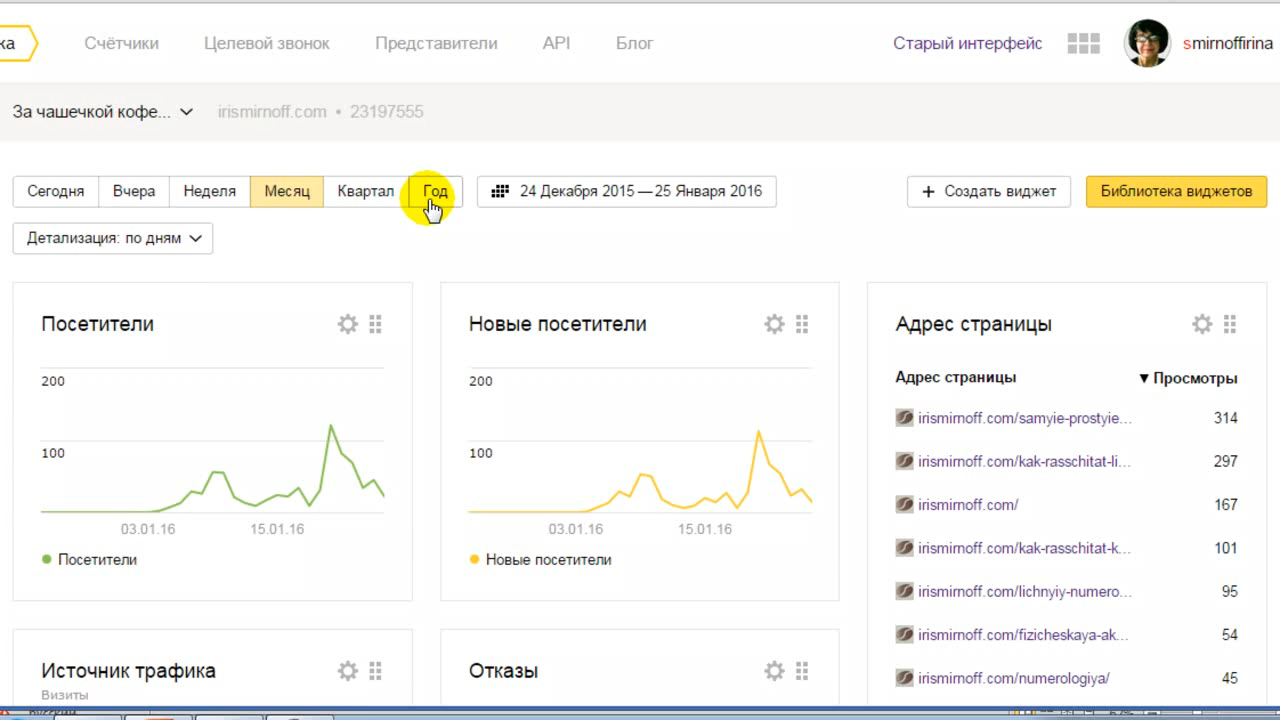 ка
Счётчики
Целевой звонок
Представители
API
Блог
Старый интерфейс
smirnoffirina
За чашечкой кофе...
irismirnoff.com • 23197555
Сегодня
Вчера
Неделя
Месяц
Квартал
Год
24 Декабря 2015 — 25 Января 2016
+ Создать виджет
Библиотека виджетов
Детализация: по дням
Посетители
200
100
03.01.16
15.01.16
Посетители
Новые посетители
200
100
03.01.16
15.01.16
Новые посетители
Адрес страницы
Адрес страницы ▼ Просмотры
irismirnoff.com/samyie-prostyie... 314
irismirnoff.com/kak-rasschitat-li... 297
irismirnoff.com/ 167
irismirnoff.com/kak-rasschitat-k... 101
irismirnoff.com/lichnyiy-numero... 95
irismirnoff.com/fizicheskaya-ak... 54
irismirnoff.com/numerologiya/ 45
Источник трафика
Визиты
Отказы